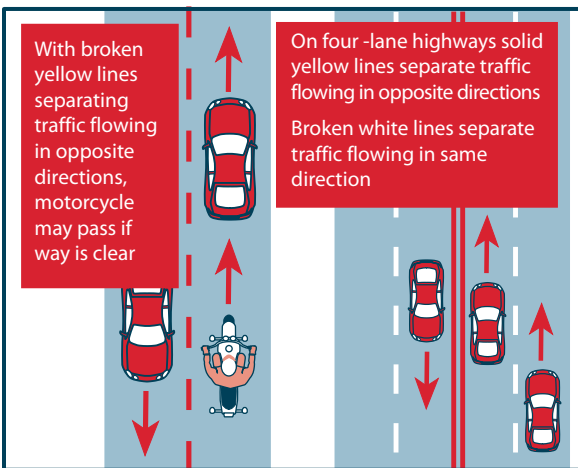 With broken
yellow lines
separating
traffic flowing
in opposite
directions,
motorcycle
may pass if
way is clear
On four -lane highways solid
yellow lines separate traffic
flowing in opposite directions
Broken white lines separate
traffic flowing in same
direction